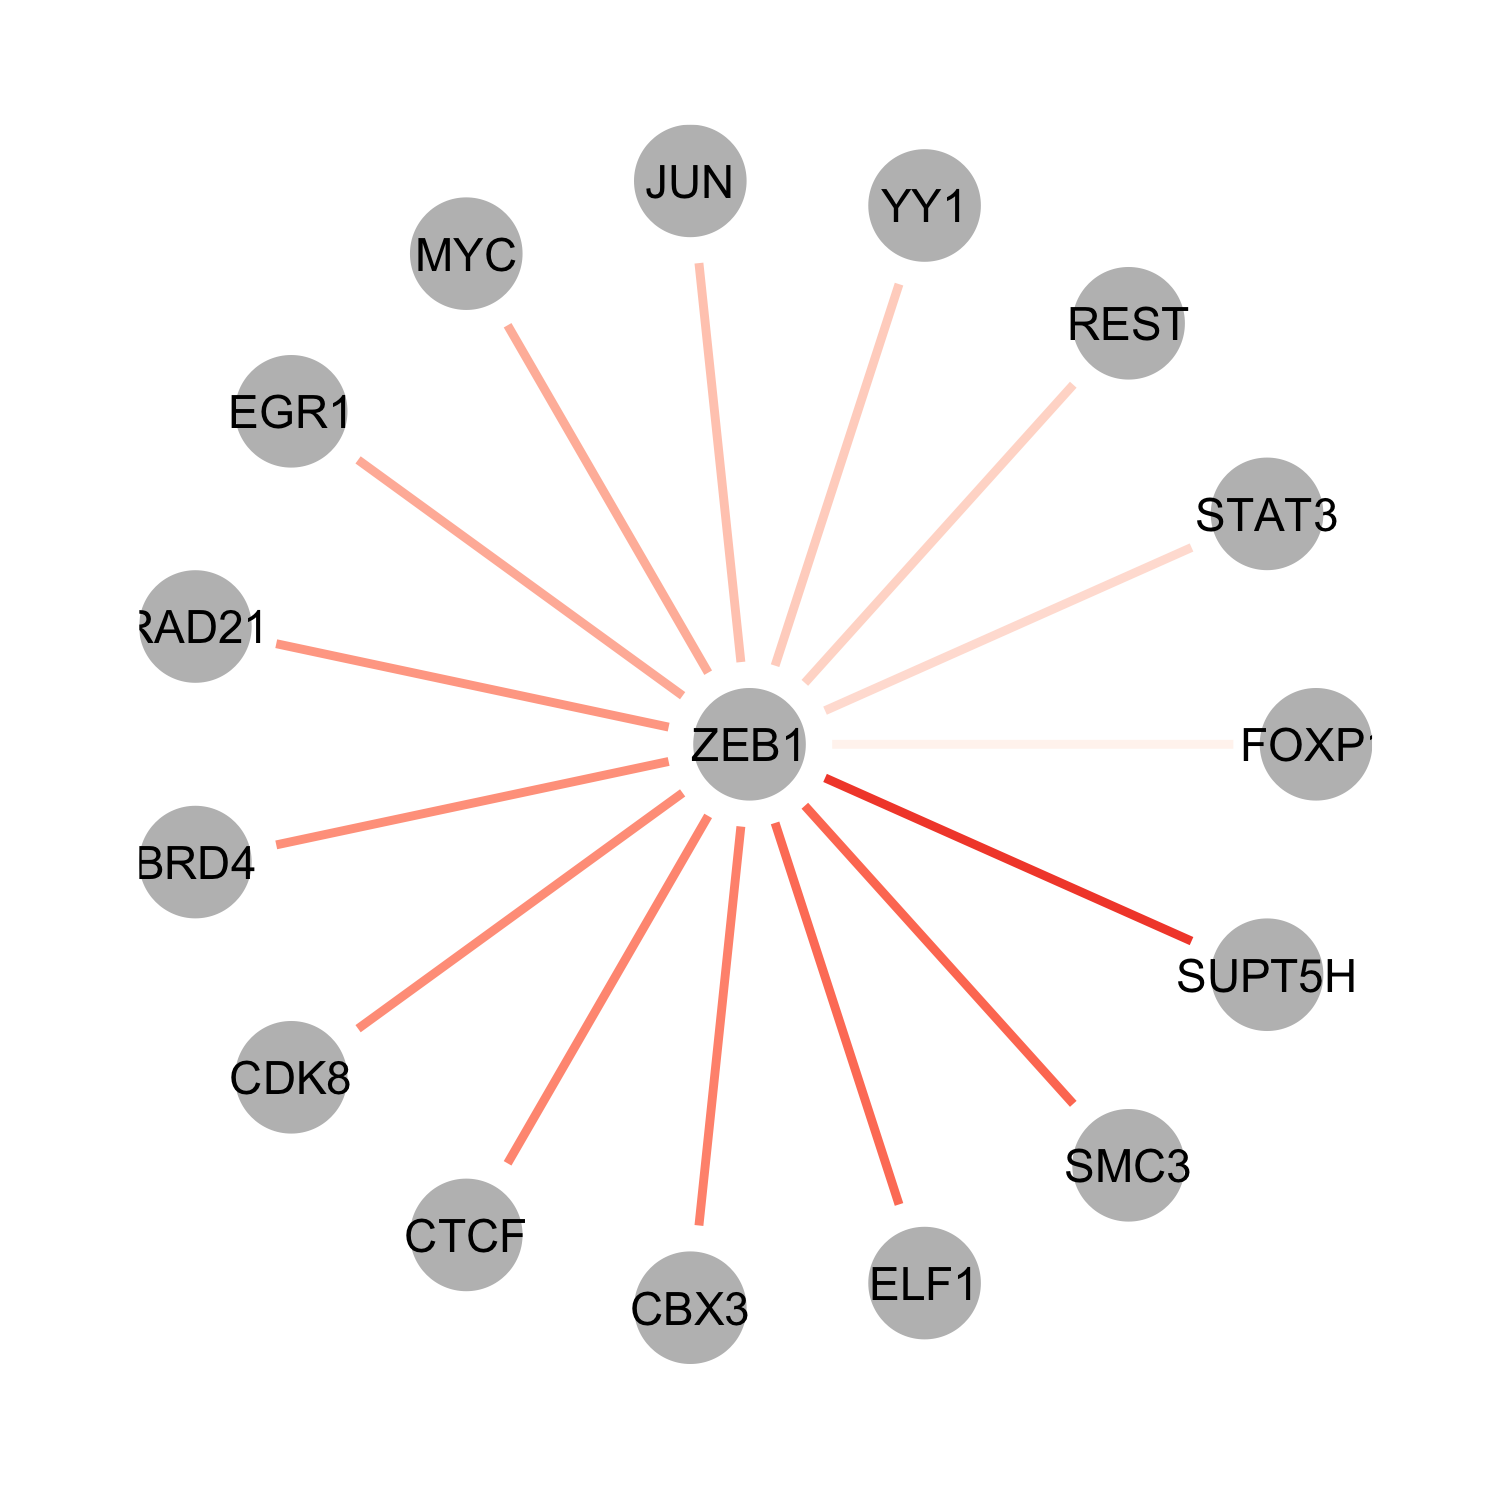 JUN
YY1
MYC
REST
EGR1
STAT3
RAD21
ZEB1
FOXP1
BRD4
SUPT5H
CDK8
SMC3
CTCF
ELF1
CBX3